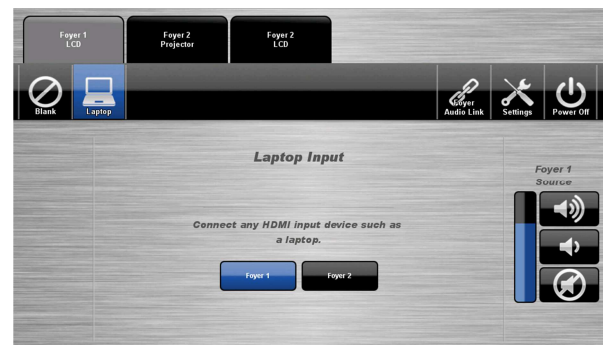 Foyer 1
LCD
Foyer 2
Projector
Foyer 2
LCD
Blank
Laptop
Foyer
Audio Link
Settings
Power Off
Laptop Input
Foyer 1
Source
Connect any HDMI input device such as
a laptop.
Foyer 1
Foyer 2